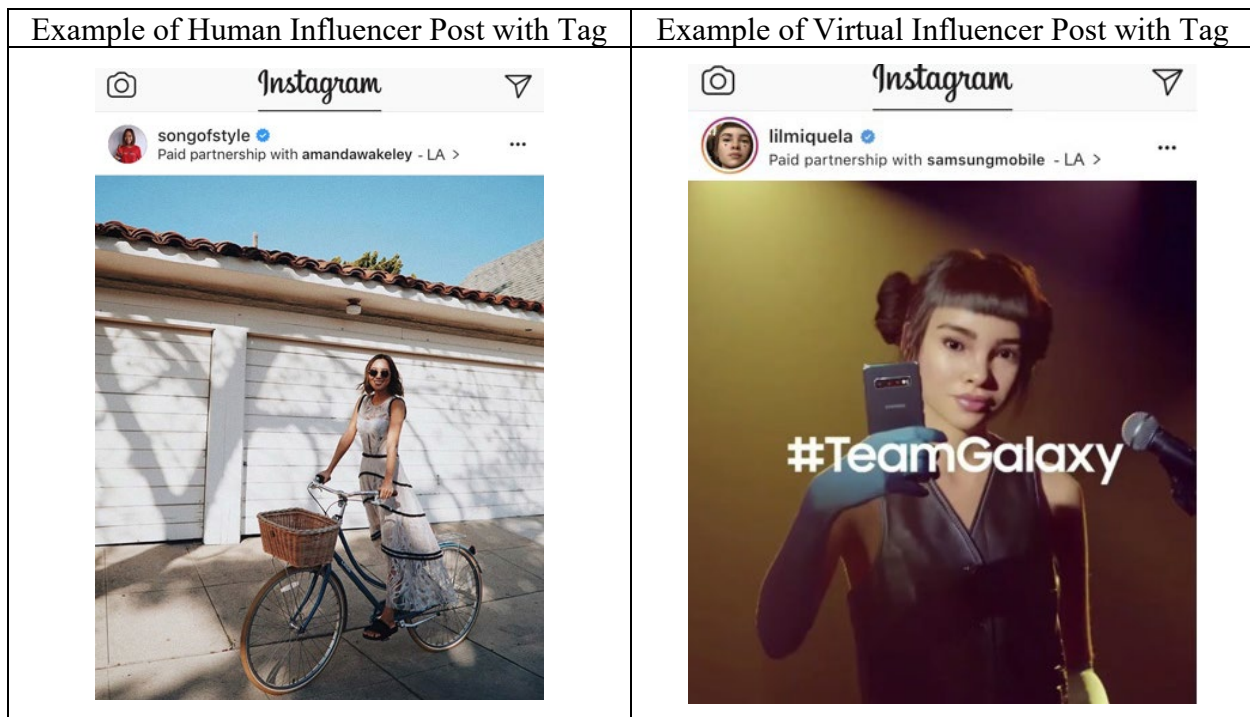 Example of Human Influencer Post with Tag
Example of Virtual Influencer Post with Tag
Instagram
songofstyle
Paid partnership with amandawakeley - LA >
Instagram
lilmiquela
Paid partnership with samsungmobile - LA >
SAMSUNG
#TeamGalaxy